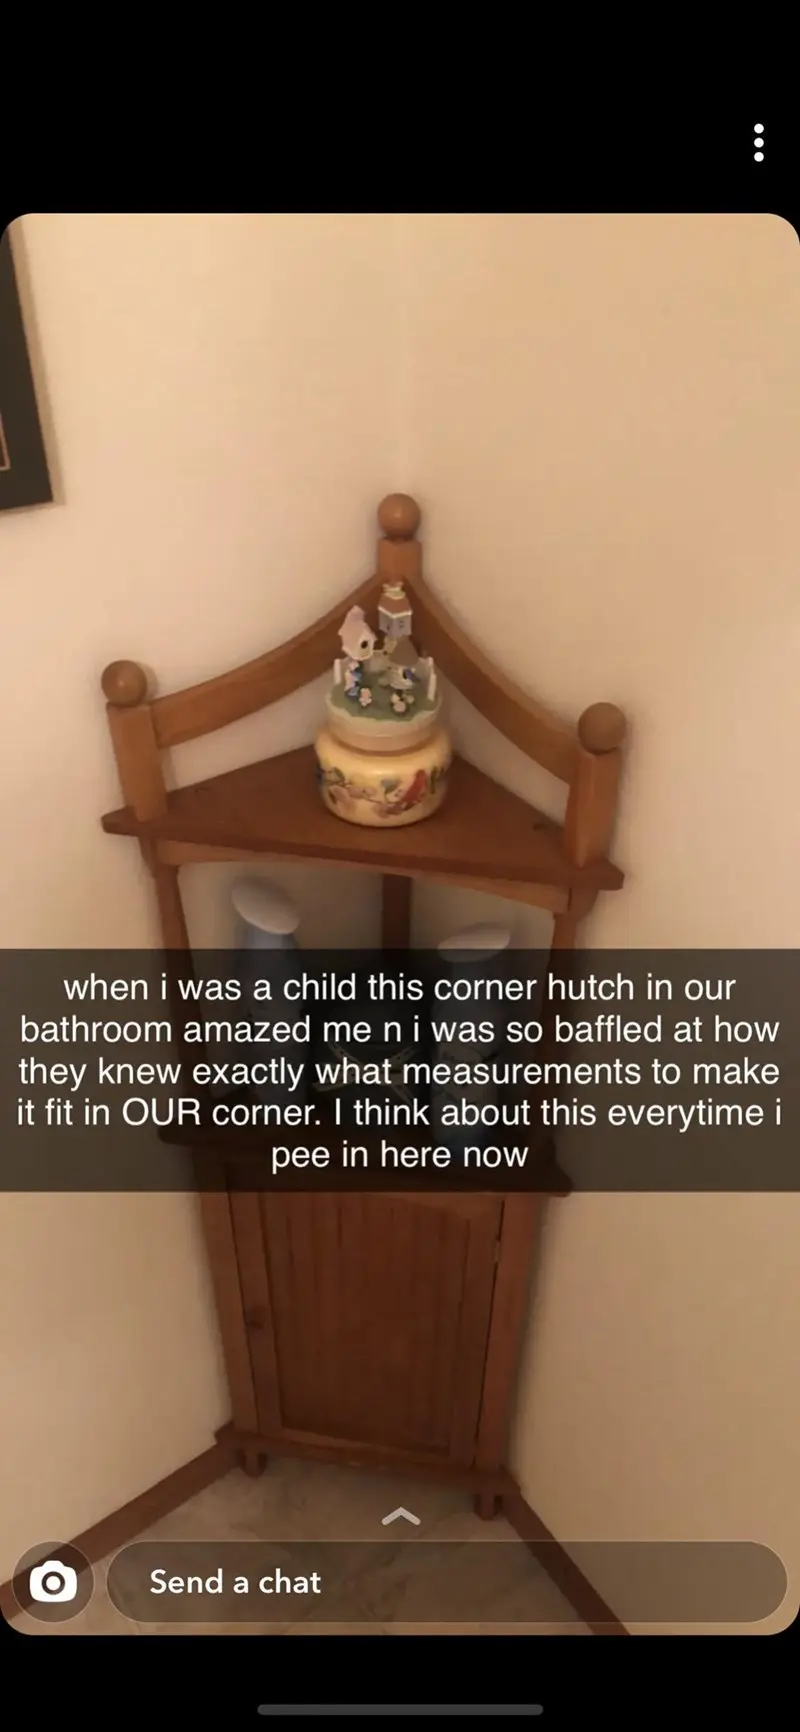 when i was a child this corner hutch in our
bathroom amazed me n i was so baffled at how
they knew exactly what measurements to make
it fit in OUR corner. I think about this everytime i
pee in here now
Send a chat